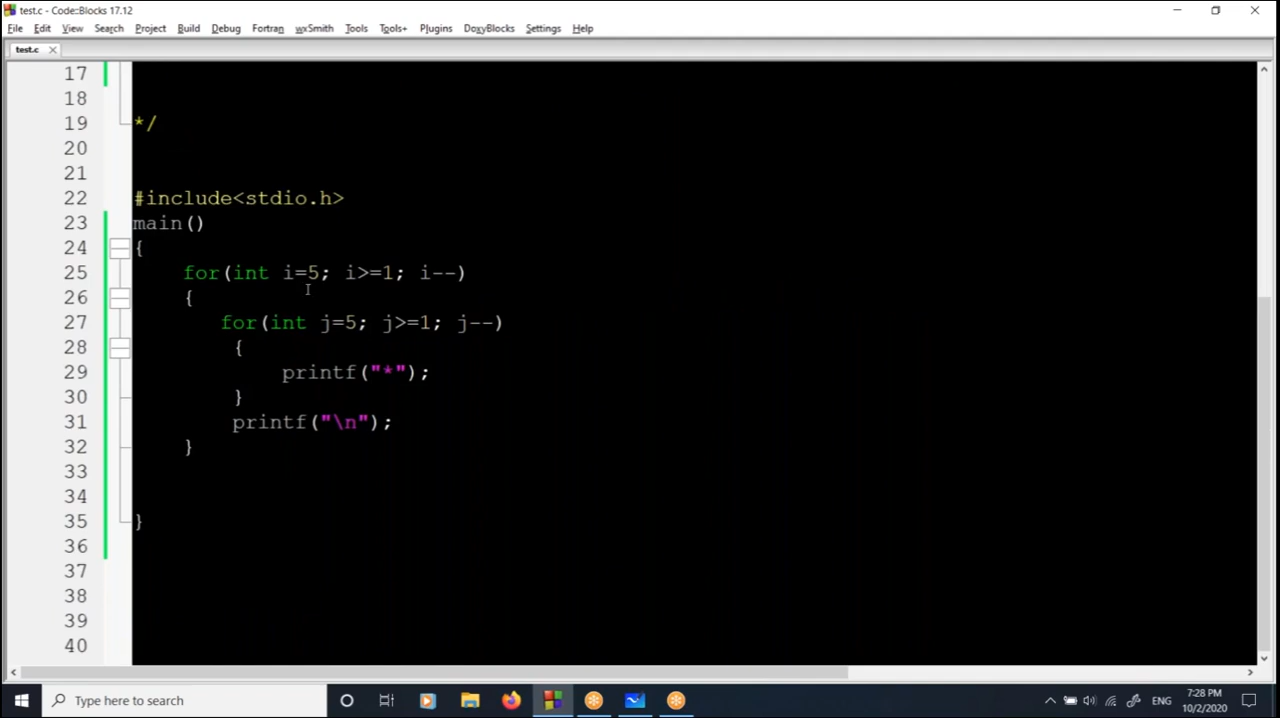 test.c - Code::Blocks 17.12
File Edit View Search Project Build Debug Fortran wxSmith Tools Tools+ Plugins DoxyBlocks Settings Help
test.c
17
18
19 */
20
21
22 #include<stdio.h>
23 main()
24 {
25 for(int i=5; i>=1; i--)
26 {
27 for(int j=5; j>=1; j--)
28 {
29 printf("*");
30 }
31 printf("\n");
32 }
33
34
35 }
36
37
38
39
40
Type here to search
ENG
7:28 PM
10/2/2020